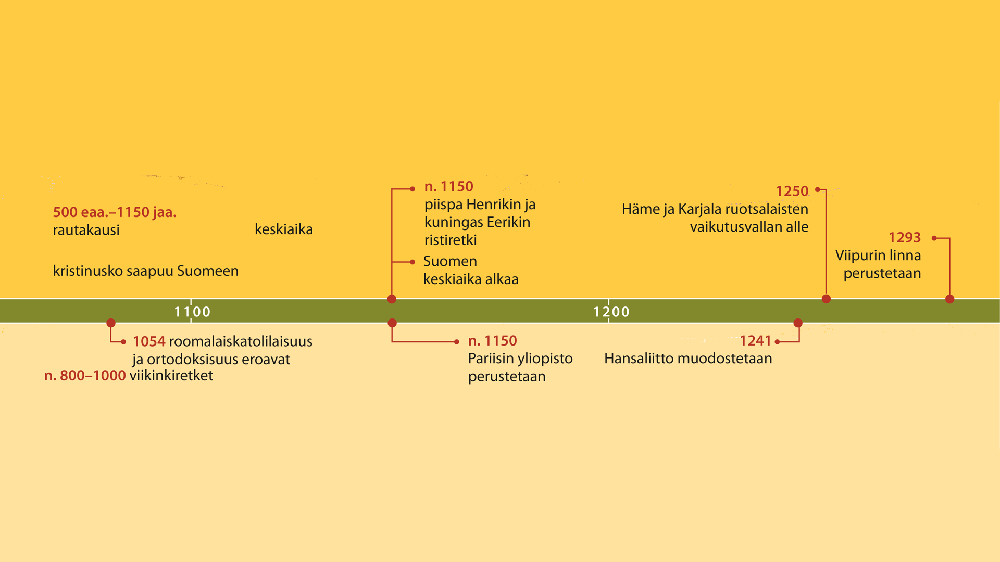 500 eaa.–1150 jaa.
rautakausi
keskiaika
kristinusko saapuu Suomeen
n. 1150
piispa Henrikin ja
kuningas Eerikin
ristiretki
Suomen
keskiaika alkaa
1250
Häme ja Karjala ruotsalaisten
vaikutusvallan alle
1293
Viipurin linna
perustetaan
1100
1200
1054 roomalaiskatolilaisuus
ja ortodoksisuus eroavat
n. 800–1000 viikinkiretket
n. 1150
Pariisin yliopisto
perustetaan
1241
Hansaliitto muodostetaan